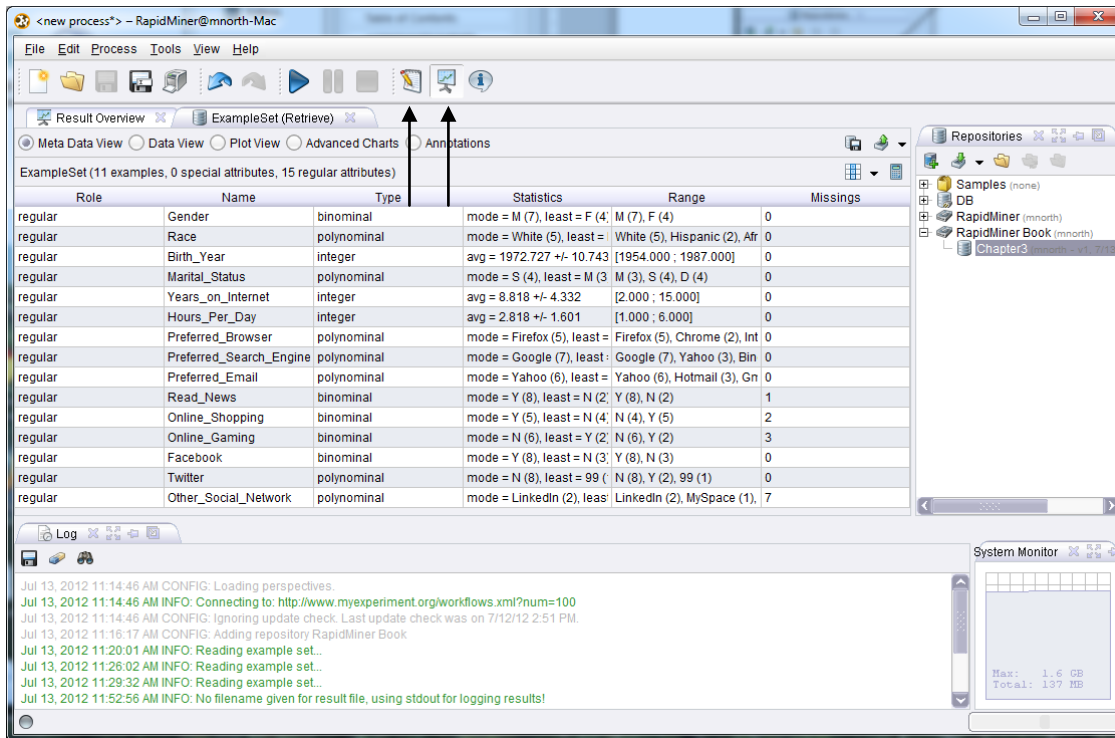 <new process*> – RapidMiner@mnorth-Mac
File Edit Process Tools View Help
Result Overview ExampleSet (Retrieve)
Meta Data View Data View Plot View Advanced Charts Annotations
ExampleSet (11 examples, 0 special attributes, 15 regular attributes)
Role Name Type Statistics Range Missings
regular Gender binominal mode = M (7), least = F (4) M (7), F (4) 0
regular Race polynominal mode = White (5), least = White (5), Hispanic (2), Afr 0
regular Birth_Year integer avg = 1972.727 +/- 10.743 [1954.000 ; 1987.000] 0
regular Marital_Status polynominal mode = S (4), least = M (3 M (3), S (4), D (4) 0
regular Years_on_Internet integer avg = 8.818 +/- 4.332 [2.000 ; 15.000] 0
regular Hours_Per_Day integer avg = 2.818 +/- 1.601 [1.000 ; 6.000] 0
regular Preferred_Browser polynominal mode = Firefox (5), least = Firefox (5), Chrome (2), Int 0
regular Preferred_Search_Engine polynominal mode = Google (7), least Google (7), Yahoo (3), Bin 0
regular Preferred_Email polynominal mode = Yahoo (6), least = Yahoo (6), Hotmail (3), Gm 0
regular Read_News binominal mode = Y (8), least = N (2) Y (8), N (2) 1
regular Online_Shopping binominal mode = Y (5), least = N (4) N (4), Y (5) 2
regular Online_Gaming binominal mode = N (6), least = Y (2) N (6), Y (2) 3
regular Facebook binominal mode = Y (8), least = N (3) Y (8), N (3) 0
regular Twitter polynominal mode = N (8), least = 99 ( N (8), Y (2), 99 (1) 0
regular Other_Social_Network polynominal mode = LinkedIn (2), leas LinkedIn (2), MySpace (1), 7
Repositories
Samples (none)
DB
RapidMiner (mnorth)
RapidMiner Book (mnorth)
Chapter3 (mnorth - v1, 7/13
Log
Jul 13, 2012 11:14:46 AM CONFIG: Loading perspectives.
Jul 13, 2012 11:14:46 AM INFO: Connecting to: http://www.myexperiment.org/workflows.xml?num=100
Jul 13, 2012 11:14:46 AM CONFIG: Ignoring update check. Last update check was on 7/12/12 2:51 PM.
Jul 13, 2012 11:16:17 AM CONFIG: Adding repository RapidMiner Book
Jul 13, 2012 11:20:01 AM INFO: Reading example set...
Jul 13, 2012 11:26:02 AM INFO: Reading example set...
Jul 13, 2012 11:29:32 AM INFO: Reading example set...
Jul 13, 2012 11:52:56 AM INFO: No filename given for result file, using stdout for logging results!
System Monitor
Max: 1.6 GB
Total: 137 MB